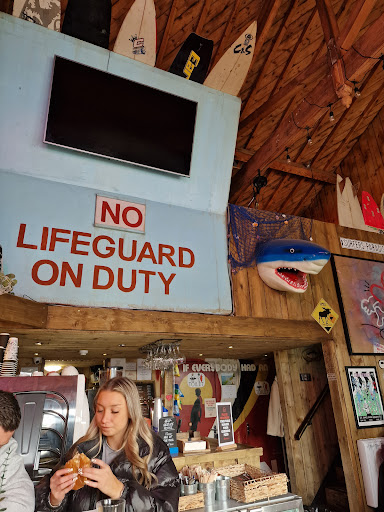 C&S
NO
LIFEGUARD
ON DUTY
IF EVERYBODY HAD